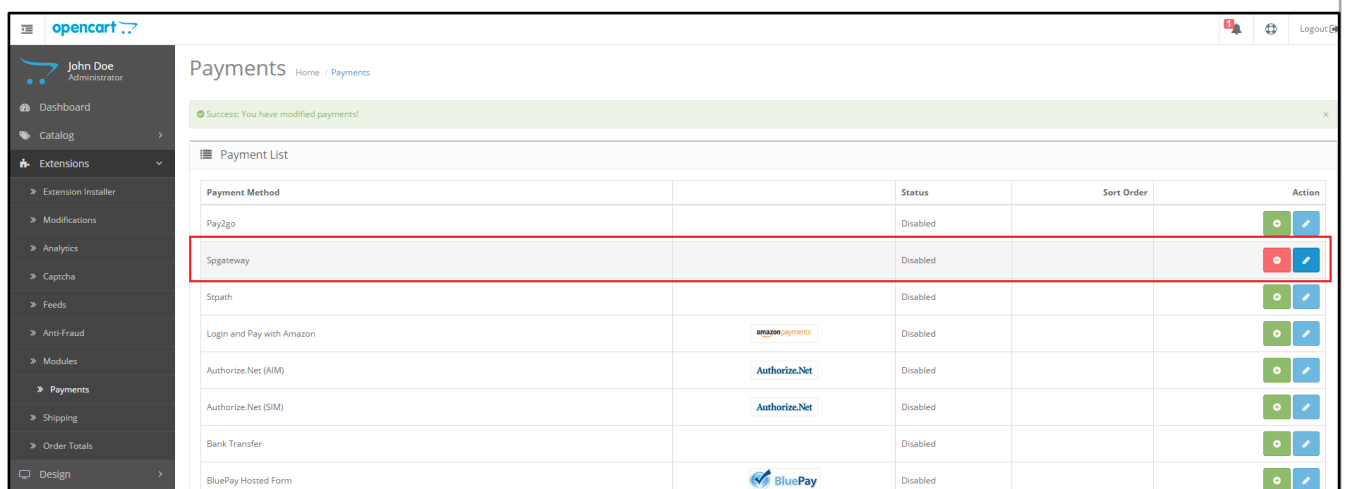 opencart
1
Logout
John Doe
Administrator
Payments Home / Payments
Dashboard
Success: You have modified payments!
×
Catalog
Extensions
Payment List
Extension Installer
Payment Method Status Sort Order Action
Modifications
Pay2go Disabled
Analytics
Spgateway Disabled
Captcha
Stpath Disabled
Feeds
Anti-Fraud
Login and Pay with Amazon amazon payments Disabled
Modules
Authorize.Net (AIM) Authorize.Net Disabled
Payments
Authorize.Net (SIM) Authorize.Net Disabled
Shipping
Order Totals
Bank Transfer Disabled
Design
BluePay Hosted Form BluePay Disabled